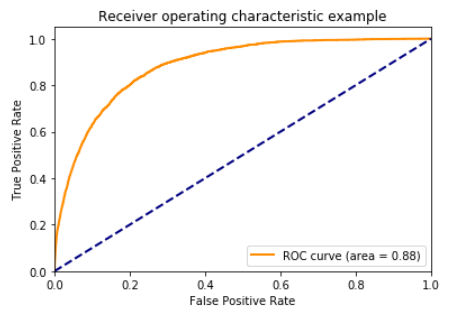 Receiver operating characteristic example
1.0
0.8
0.6
0.4
0.2
0.0
True Positive Rate
ROC curve (area = 0.88)
0.0 0.2 0.4 0.6 0.8 1.0
False Positive Rate